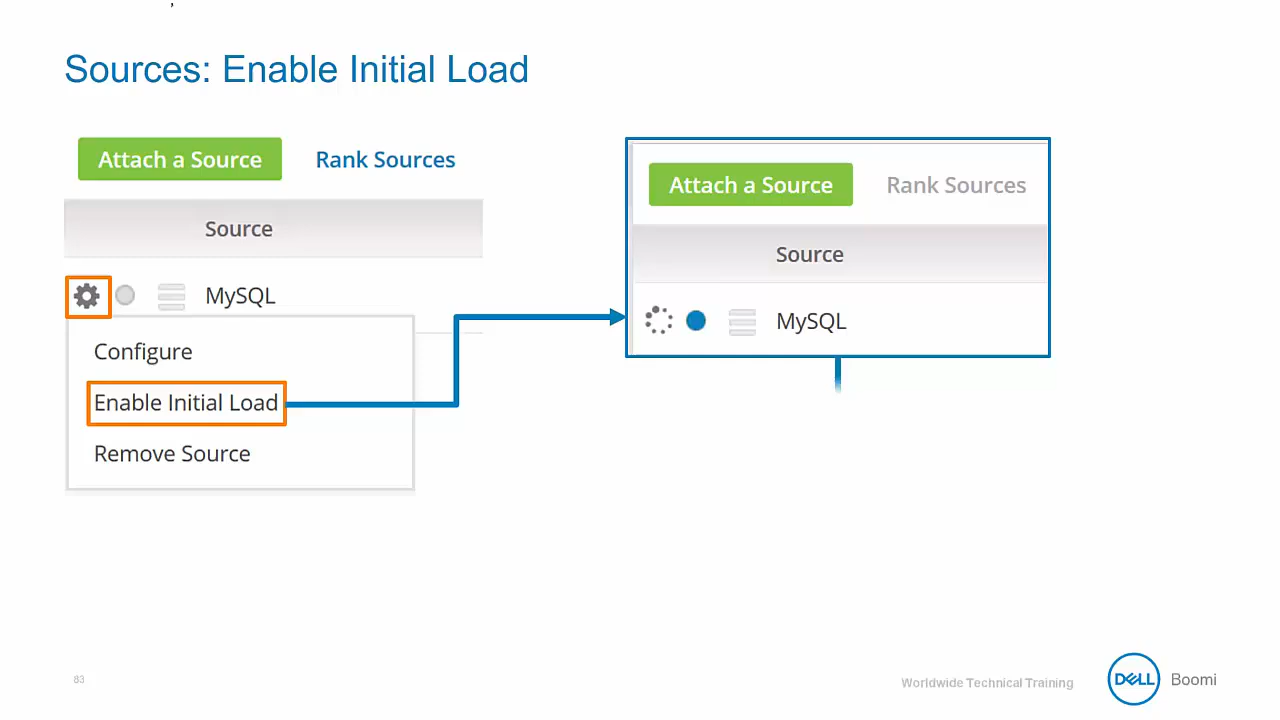 Sources: Enable Initial Load
Attach a Source
Rank Sources
Source
MySQL
Configure
Enable Initial Load
Remove Source
Attach a Source
Rank Sources
Source
MySQL
83
Worldwide Technical Training
DELL
Boomi